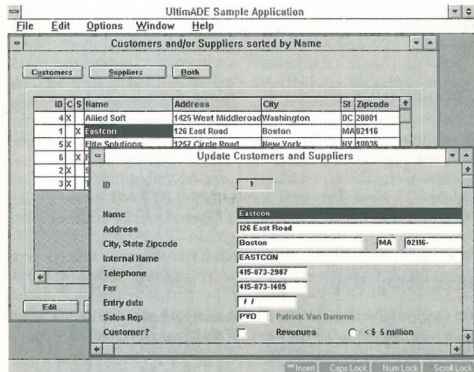 UltimADE Sample Application
File Edit Options Window Help
Customers and/or Suppliers sorted by Name
Customers Suppliers Both
ID C S Name Address City St Zipcode
4 X Allied Soft 1425 West Middleroad Washington DC 20001
1 X Eastcon 126 East Road Boston MA 02116
5 X Elite Solutions 1257 Circle Road New York NY 10036
6 X
2 X
3 X
Update Customers and Suppliers
ID 1
Name Eastcon
Address 126 East Road
City, State Zipcode Boston MA 02116-
Internal Name EASTCON
Telephone 415-873-2987
Fax 415-873-1485
Entry date / /
Sales Rep PVD Patrick Van Damme
Customer? Revenues < $ 5 million
Edit
Insert Caps Lock Num Lock Scroll Lock